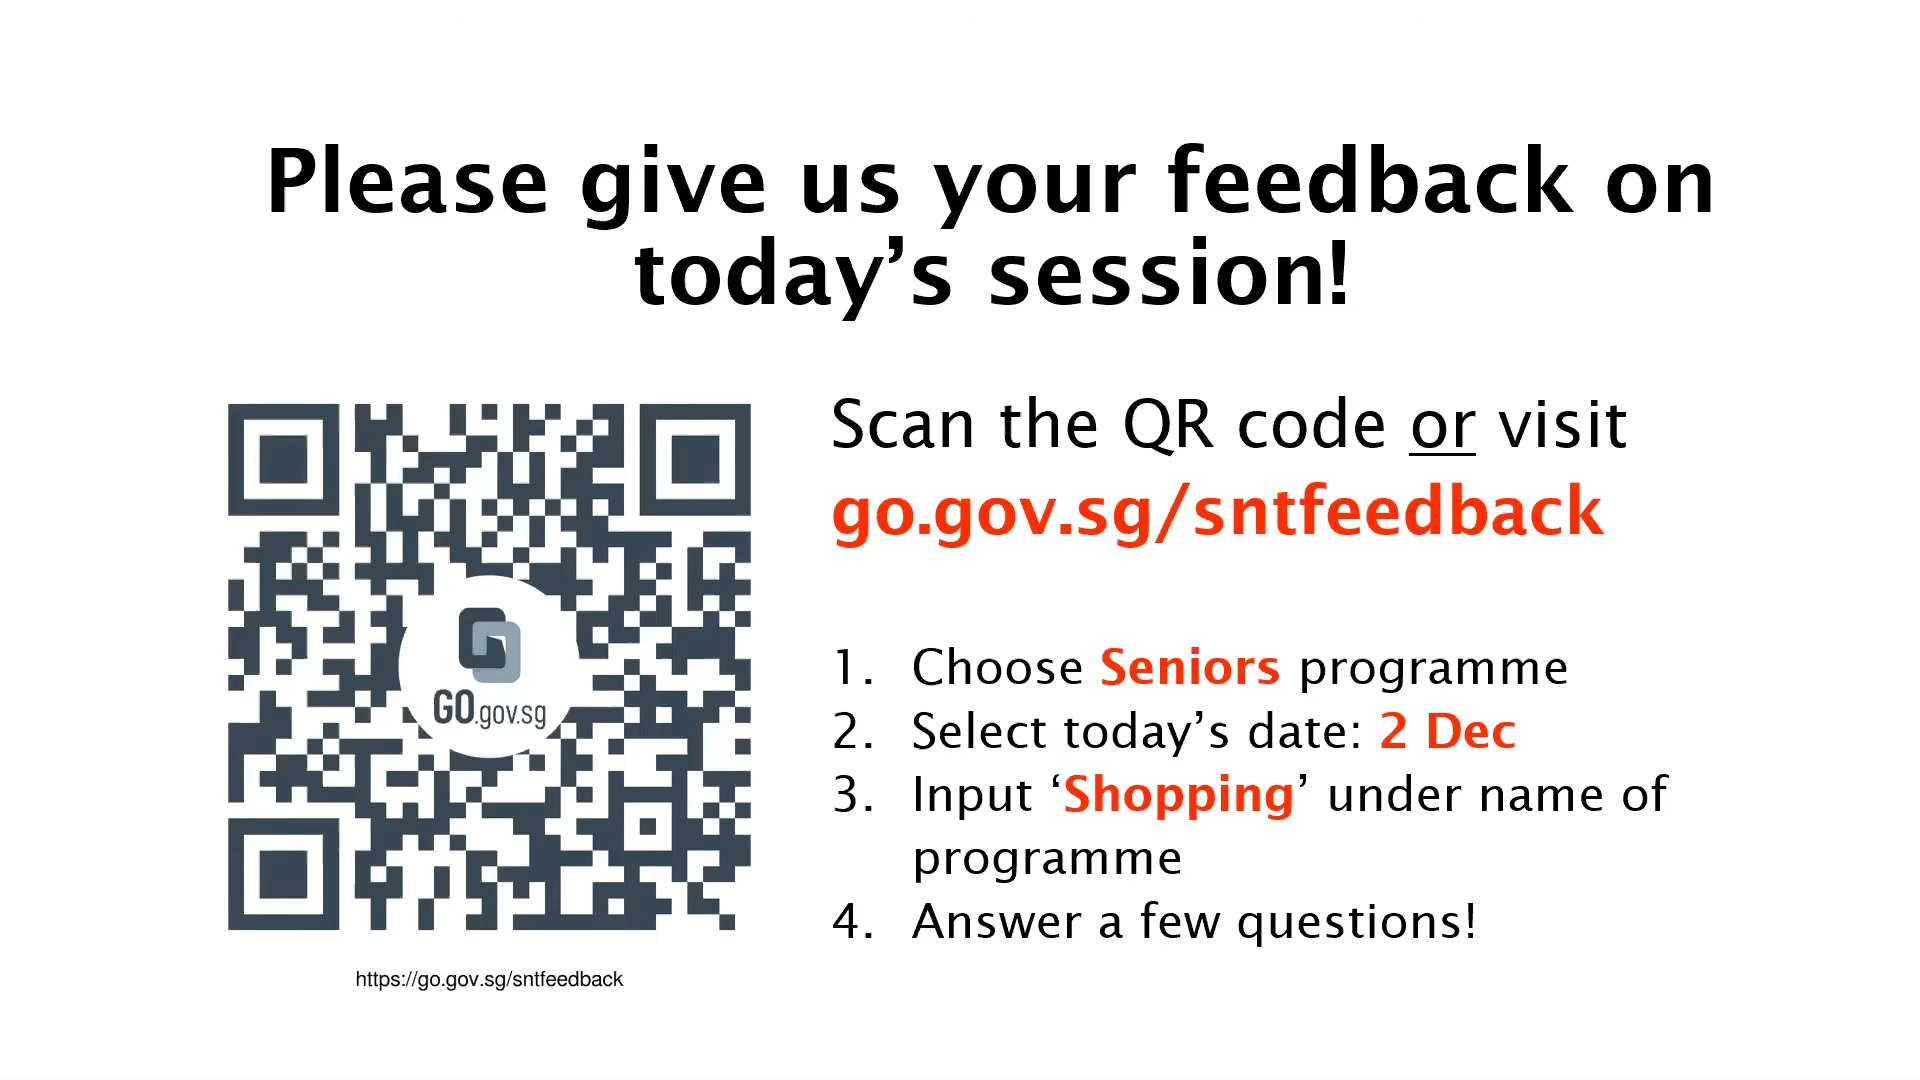 Please give us your feedback on
today’s session!
Scan the QR code or visit
go.gov.sg/sntfeedback
1. Choose Seniors programme
2. Select today’s date: 2 Dec
3. Input ‘Shopping’ under name of
programme
4. Answer a few questions!
GO.gov.sg
https://go.gov.sg/sntfeedback